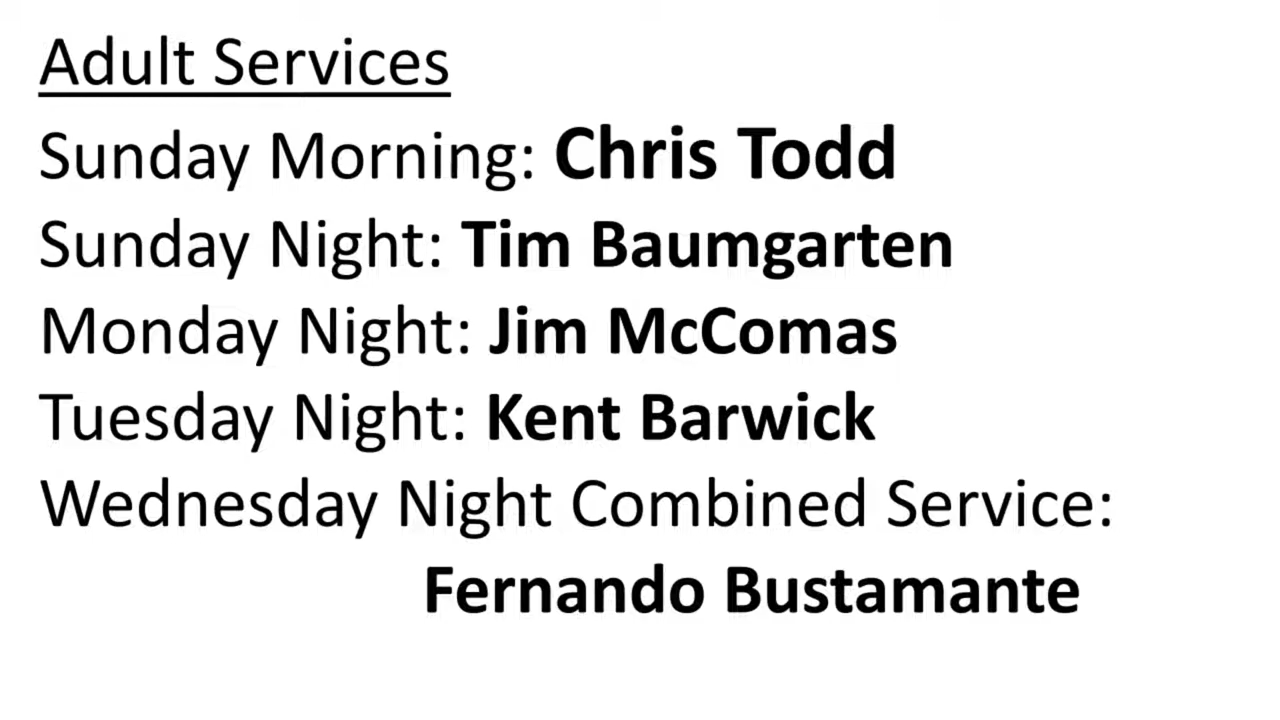 Adult Services
Sunday Morning: Chris Todd
Sunday Night: Tim Baumgarten
Monday Night: Jim McComas
Tuesday Night: Kent Barwick
Wednesday Night Combined Service:
Fernando Bustamante